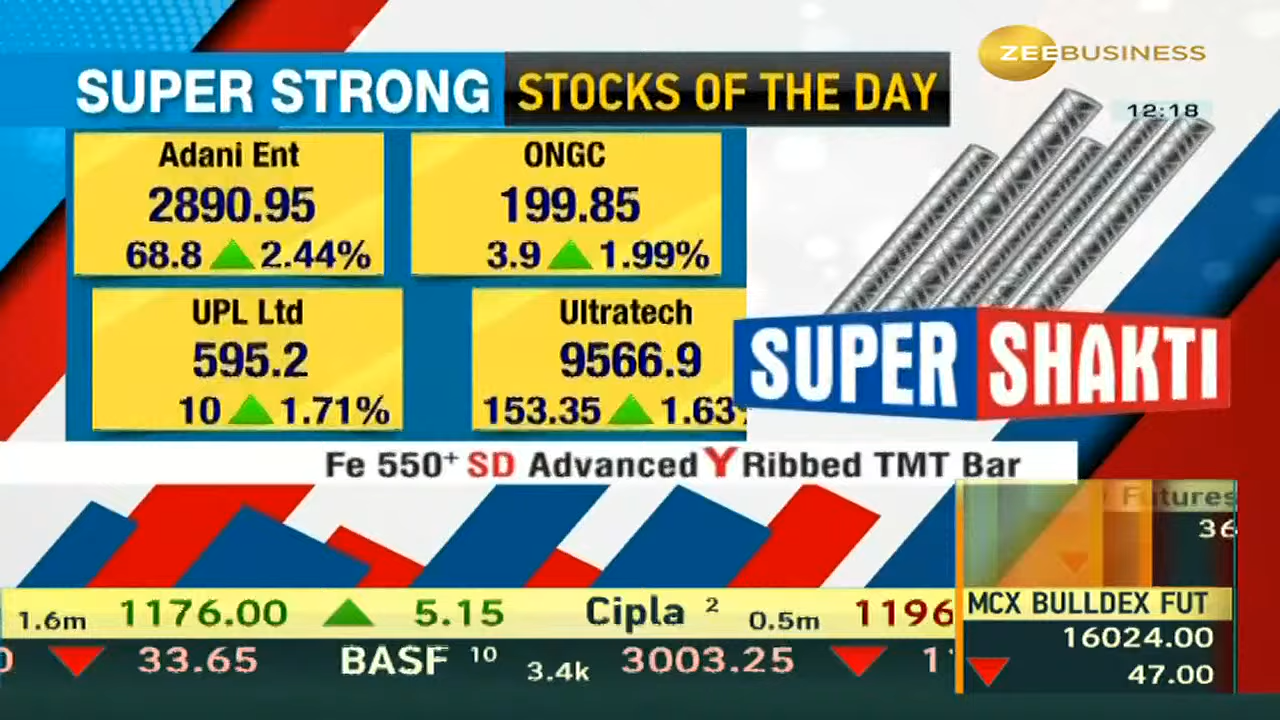 ZEEBUSINESS
12:18
SUPER STRONG STOCKS OF THE DAY
Adani Ent
2890.95
68.8 2.44%
ONGC
199.85
3.9 1.99%
UPL Ltd
595.2
10 1.71%
Ultratech
9566.9
153.35 1.63
SUPER SHAKTI
Fe 550+ SD Advanced Y Ribbed TMT Bar
Futures
36
MCX BULLDEX FUT
16024.00
47.00
1.6m 1176.00 5.15 Cipla 2 0.5m 1196
33.65 BASF 10 3.4k 3003.25